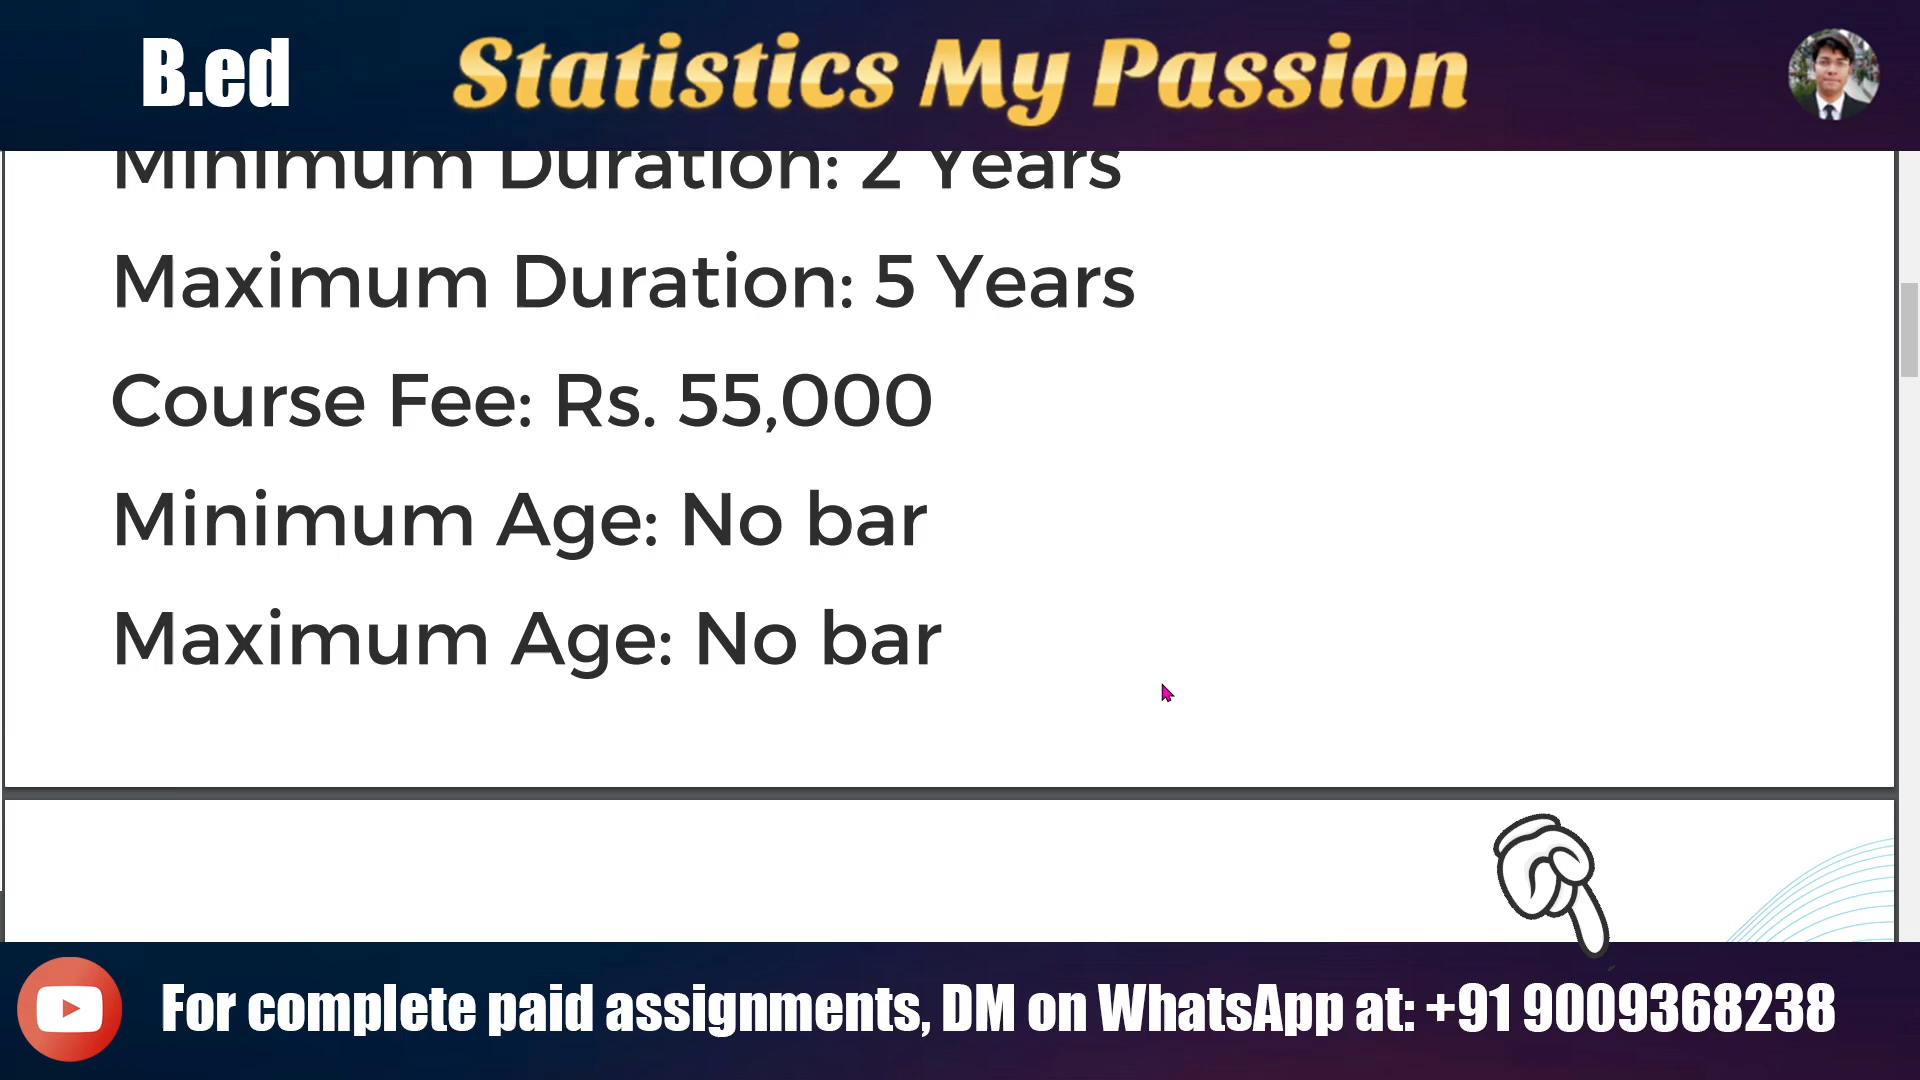 B.ed
Statistics My Passion
Minimum Duration: 2 Years
Maximum Duration: 5 Years
Course Fee: Rs. 55,000
Minimum Age: No bar
Maximum Age: No bar
For complete paid assignments, DM on WhatsApp at: +91 9009368238